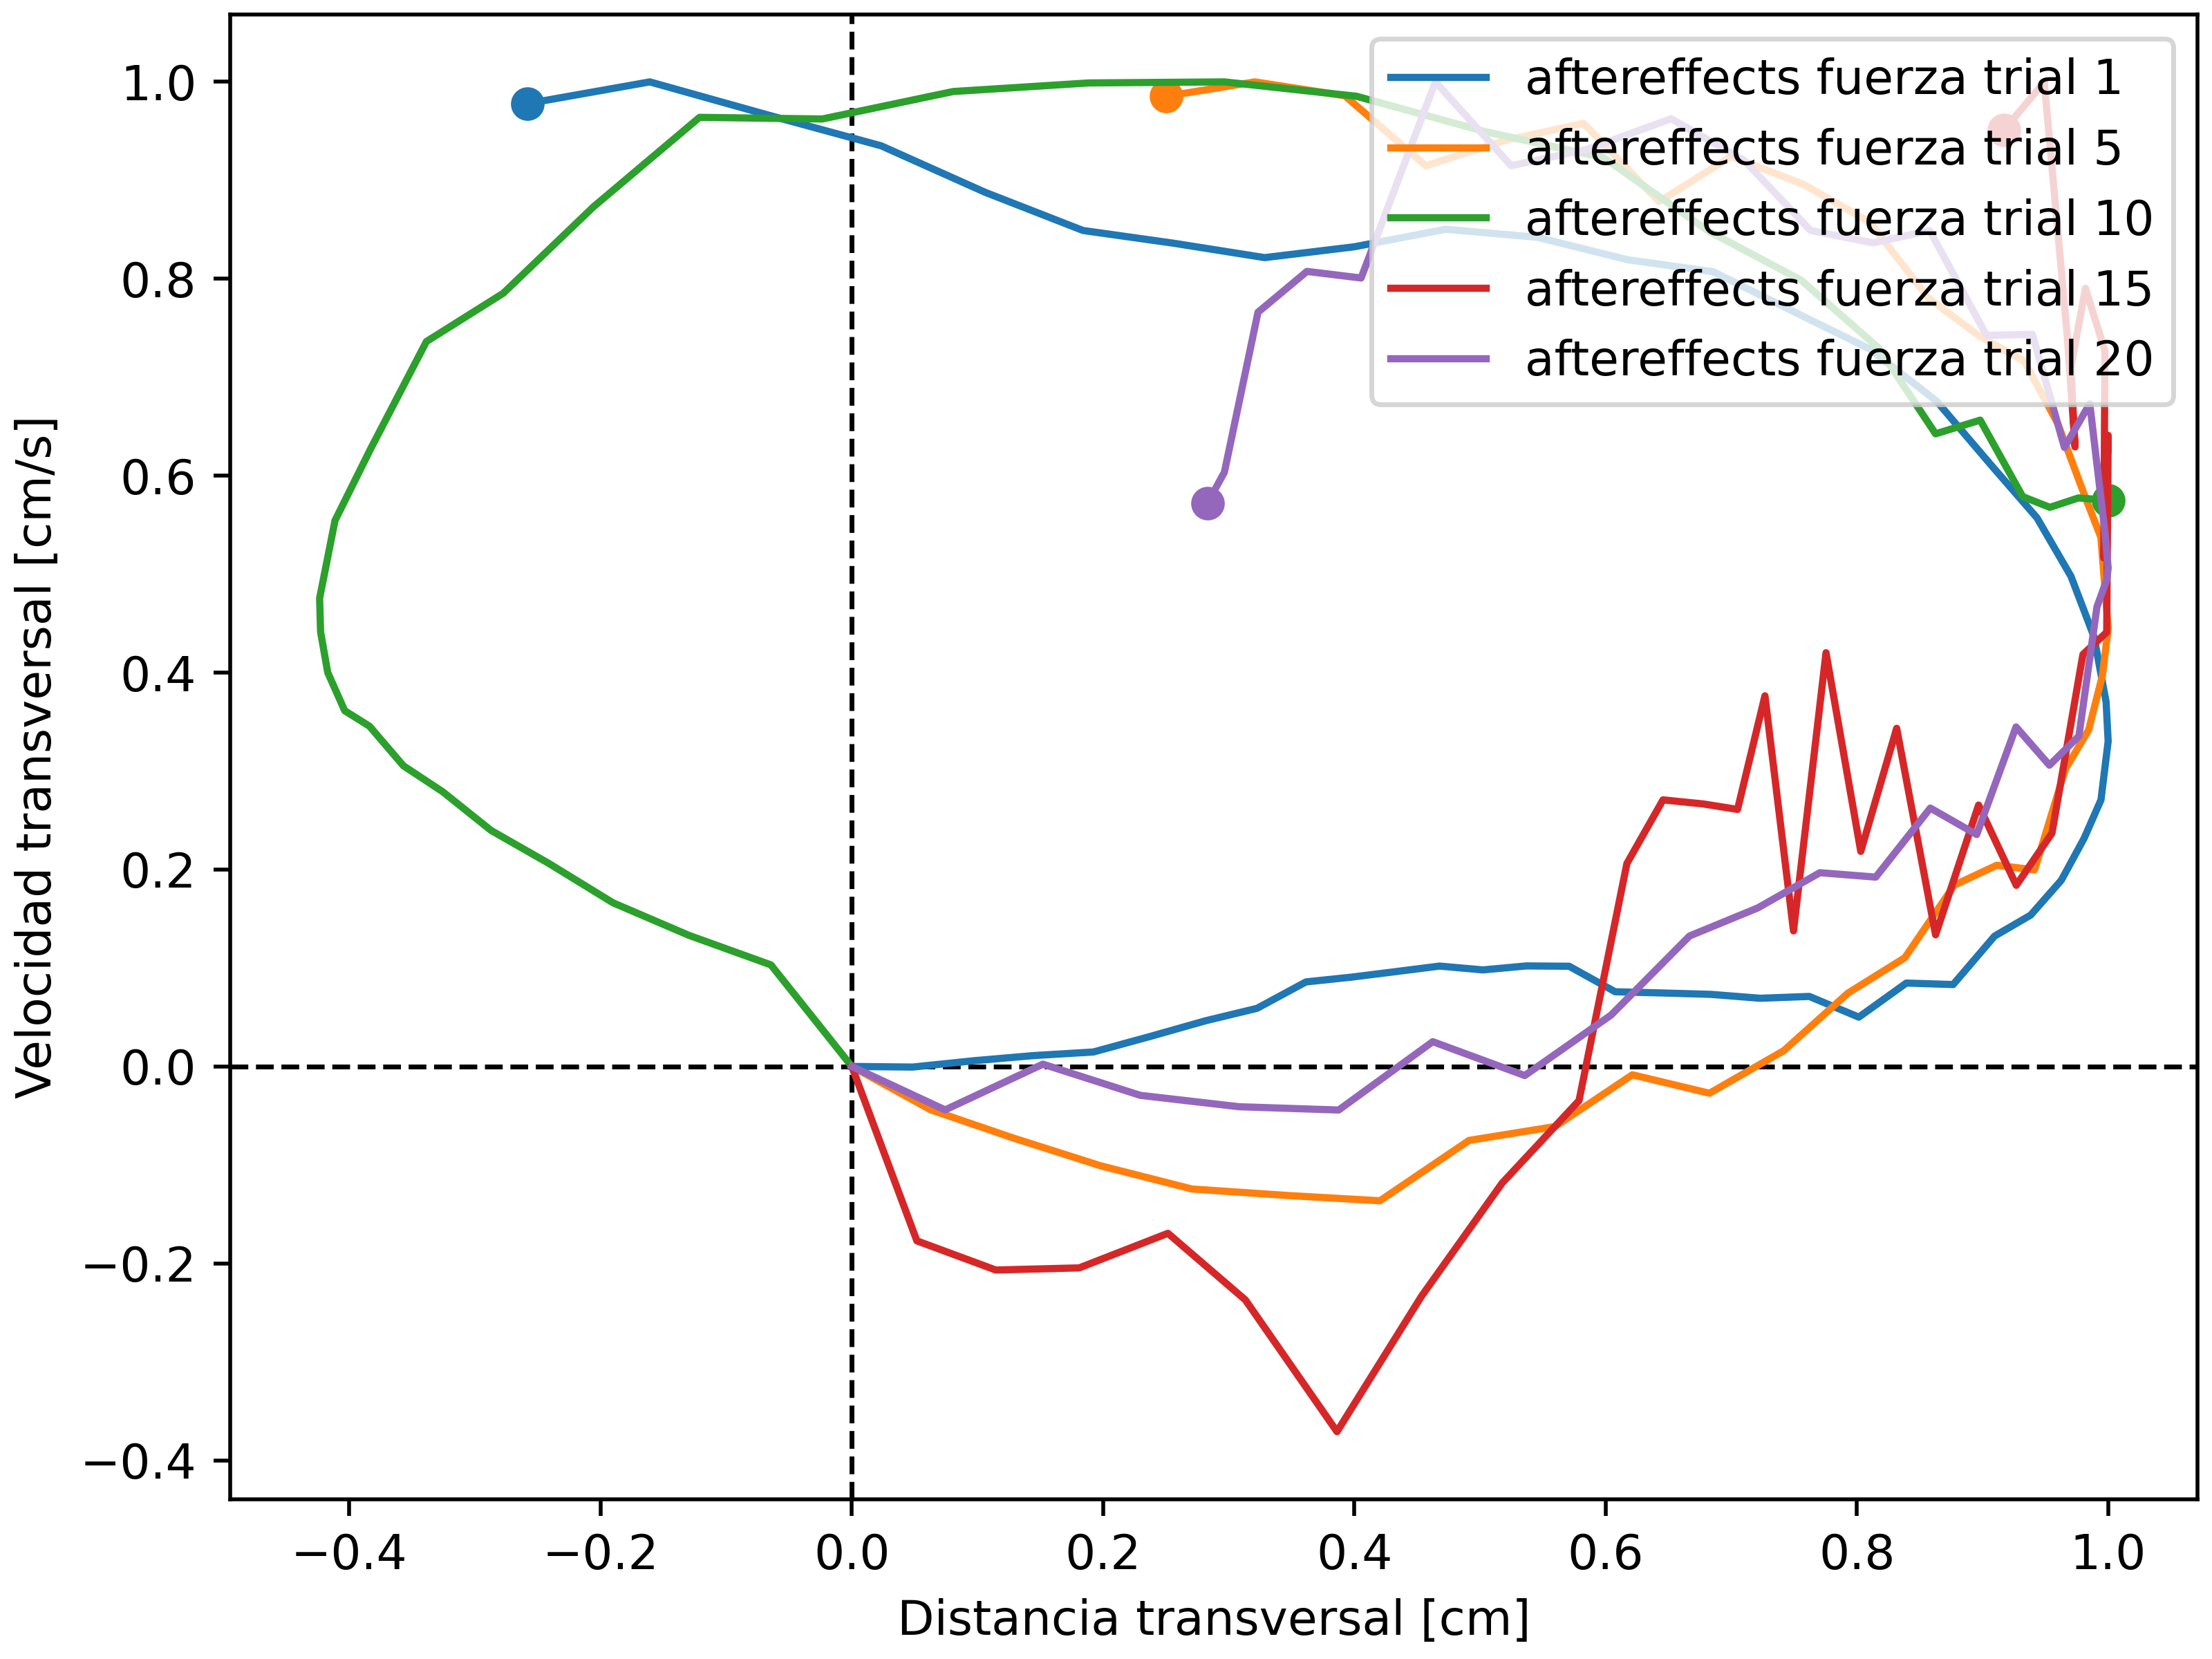 aftereffects fuerza trial 1
aftereffects fuerza trial 5
aftereffects fuerza trial 10
aftereffects fuerza trial 15
aftereffects fuerza trial 20
1.0
0.8
0.6
0.4
0.2
0.0
−0.2
−0.4
Velocidad transversal [cm/s]
−0.4 −0.2 0.0 0.2 0.4 0.6 0.8 1.0
Distancia transversal [cm]